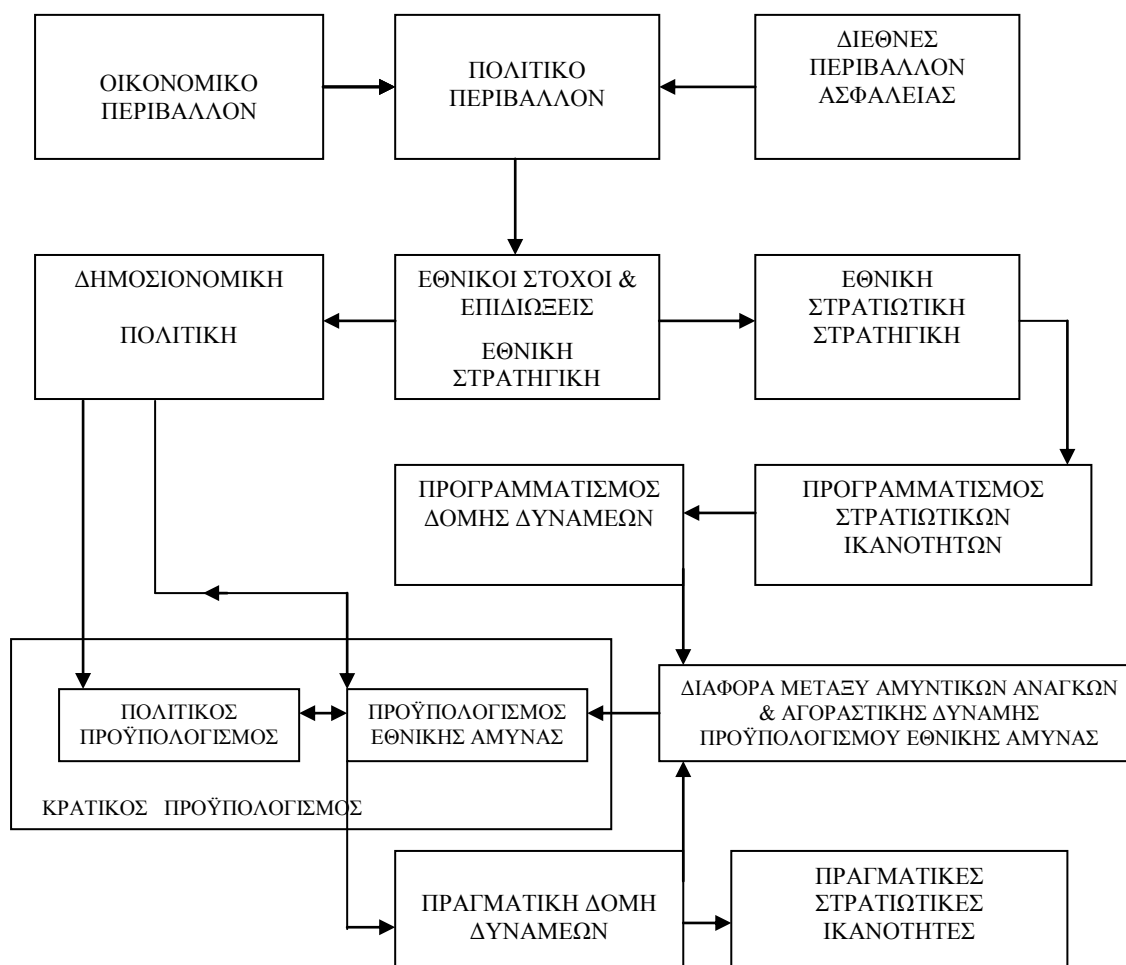 ΟΙΚΟΝΟΜΙΚΟ
ΠΕΡΙΒΑΛΛΟΝ
ΠΟΛΙΤΙΚΟ
ΠΕΡΙΒΑΛΛΟΝ
ΔΙΕΘΝΕΣ
ΠΕΡΙΒΑΛΛΟΝ
ΑΣΦΑΛΕΙΑΣ
ΔΗΜΟΣΙΟΝΟΜΙΚΗ
ΠΟΛΙΤΙΚΗ
ΕΘΝΙΚΟΙ ΣΤΟΧΟΙ &
ΕΠΙΔΙΩΞΕΙΣ
ΕΘΝΙΚΗ
ΣΤΡΑΤΗΓΙΚΗ
ΕΘΝΙΚΗ
ΣΤΡΑΤΙΩΤΙΚΗ
ΣΤΡΑΤΗΓΙΚΗ
ΠΡΟΓΡΑΜΜΑΤΙΣΜΟΣ
ΔΟΜΗΣ ΔΥΝΑΜΕΩΝ
ΠΡΟΓΡΑΜΜΑΤΙΣΜΟΣ
ΣΤΡΑΤΙΩΤΙΚΩΝ
ΙΚΑΝΟΤΗΤΩΝ
ΠΟΛΙΤΙΚΟΣ
ΠΡΟΫΠΟΛΟΓΙΣΜΟΣ
ΠΡΟΫΠΟΛΟΓΙΣΜΟΣ
ΕΘΝΙΚΗΣ ΑΜΥΝΑΣ
ΔΙΑΦΟΡΑ ΜΕΤΑΞΥ ΑΜΥΝΤΙΚΩΝ ΑΝΑΓΚΩΝ
& ΑΓΟΡΑΣΤΙΚΗΣ ΔΥΝΑΜΗΣ
ΠΡΟΫΠΟΛΟΓΙΣΜΟΥ ΕΘΝΙΚΗΣ ΑΜΥΝΑΣ
ΚΡΑΤΙΚΟΣ ΠΡΟΫΠΟΛΟΓΙΣΜΟΣ
ΠΡΑΓΜΑΤΙΚΗ ΔΟΜΗ
ΔΥΝΑΜΕΩΝ
ΠΡΑΓΜΑΤΙΚΕΣ
ΣΤΡΑΤΙΩΤΙΚΕΣ
ΙΚΑΝΟΤΗΤΕΣ